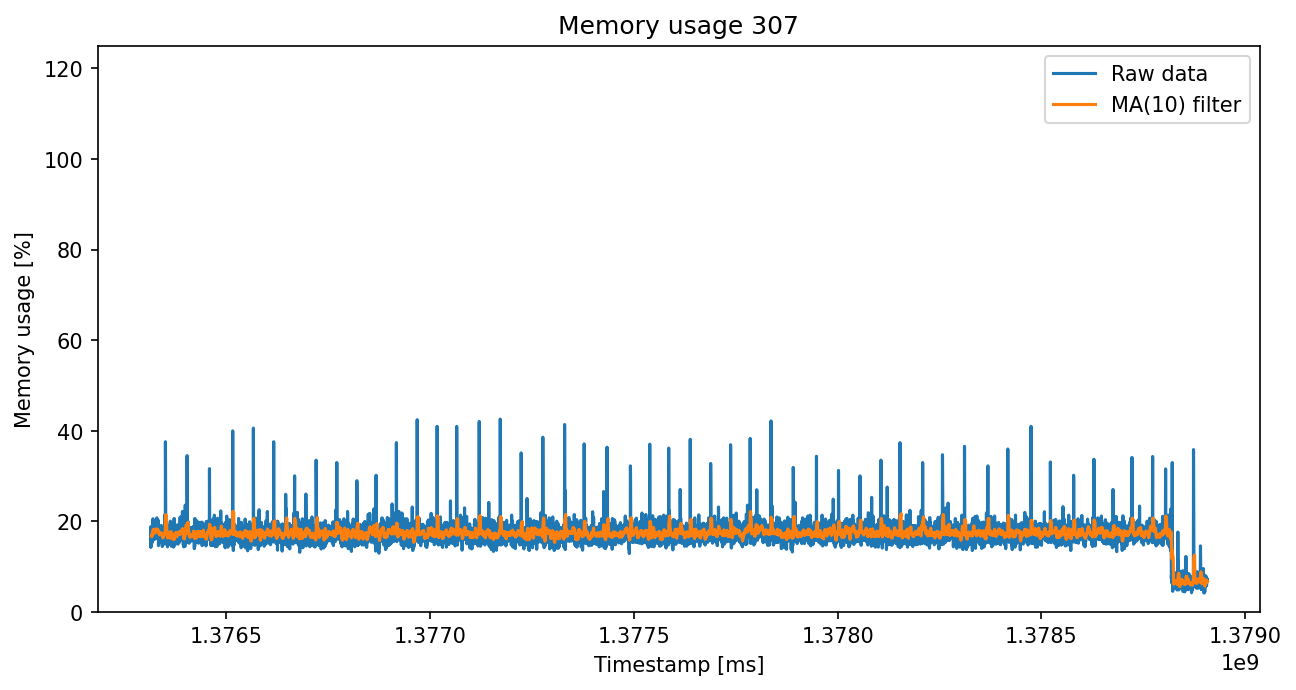 Memory usage 307
Raw data
MA(10) filter
Memory usage [%]
120
100
80
60
40
20
0
1.3765 1.3770 1.3775 1.3780 1.3785 1.3790
1e9
Timestamp [ms]